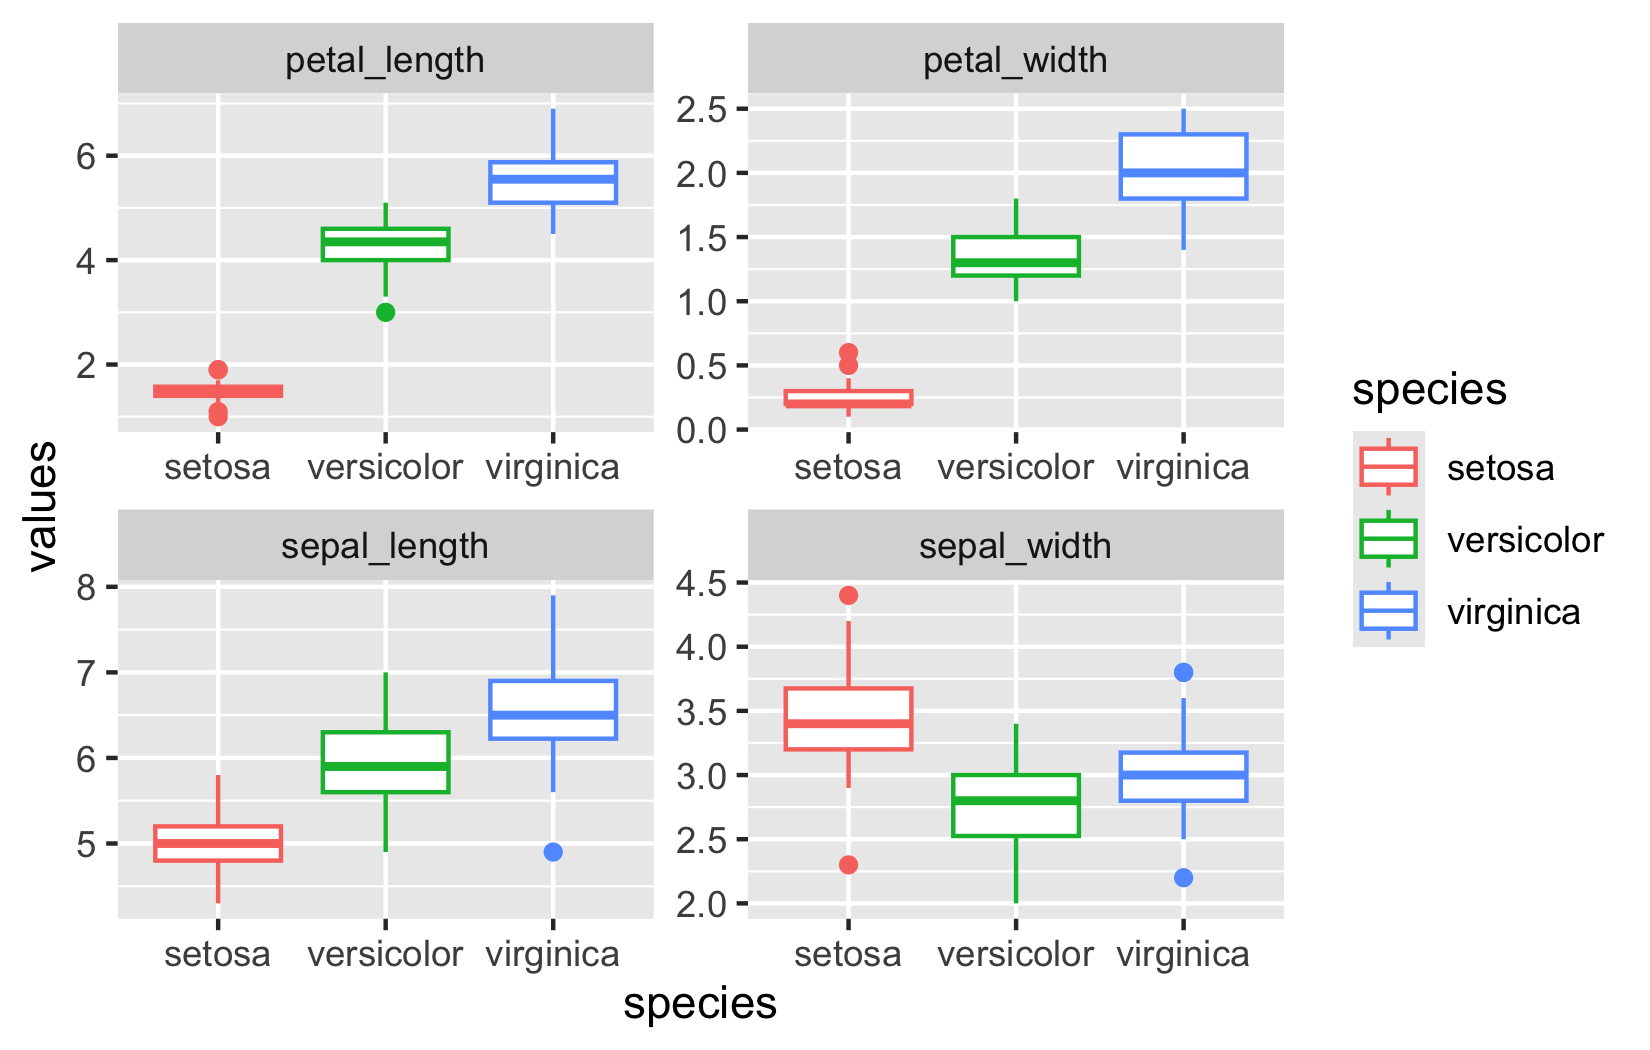 petal_length
petal_width
6
4
2
2.5
2.0
1.5
1.0
0.5
0.0
setosa versicolor virginica
setosa versicolor virginica
sepal_length
sepal_width
8
7
6
5
4.5
4.0
3.5
3.0
2.5
2.0
setosa versicolor virginica
setosa versicolor virginica
species
values
species
setosa
versicolor
virginica